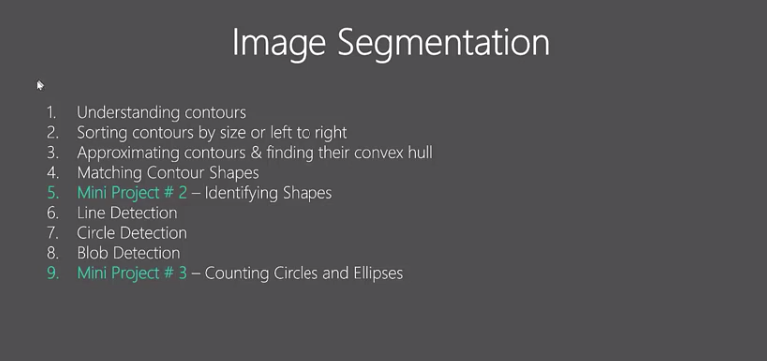 Image Segmentation
1. Understanding contours
2. Sorting contours by size or left to right
3. Approximating contours & finding their convex hull
4. Matching Contour Shapes
5. Mini Project # 2 – Identifying Shapes
6. Line Detection
7. Circle Detection
8. Blob Detection
9. Mini Project # 3 – Counting Circles and Ellipses